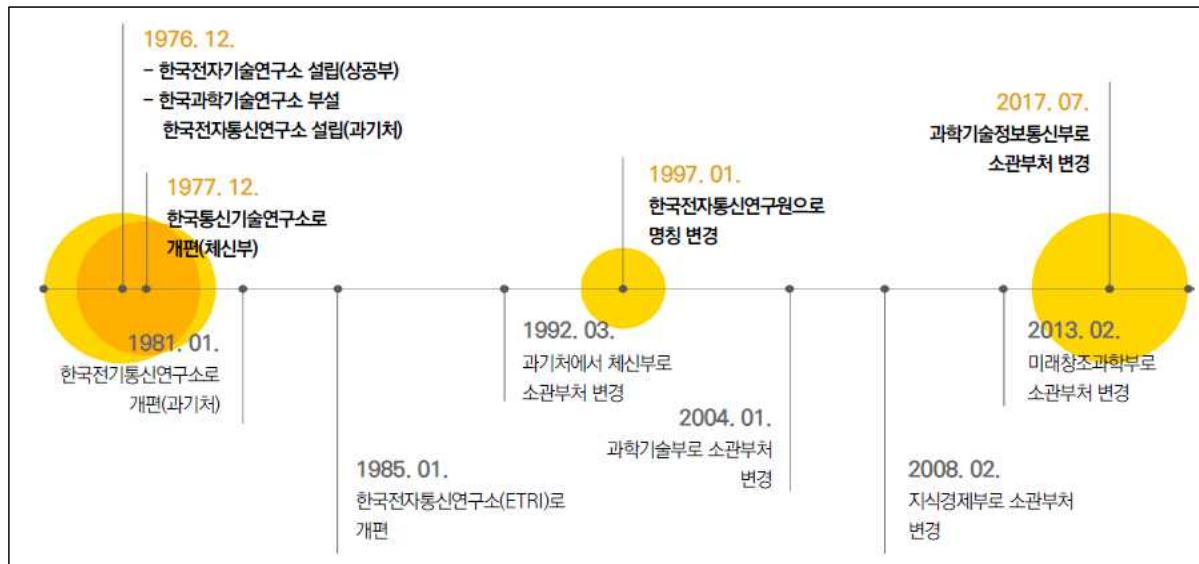 1976. 12.
- 한국전자기술연구소 설립(상공부)
- 한국과학기술연구소 부설
한국전자통신연구소 설립(과기처)
1977. 12.
한국통신기술연구소로
개편(체신부)
1981. 01.
한국전기통신연구소로
개편(과기처)
1985. 01.
한국전자통신연구소(ETRI)로
개편
1992. 03.
과기처에서 체신부로
소관부처 변경
1997. 01.
한국전자통신연구원으로
명칭 변경
2004. 01.
과학기술부로 소관부처
변경
2008. 02.
지식경제부로 소관부처
변경
2013. 02.
미래창조과학부로
소관부처 변경
2017. 07.
과학기술정보통신부로
소관부처 변경